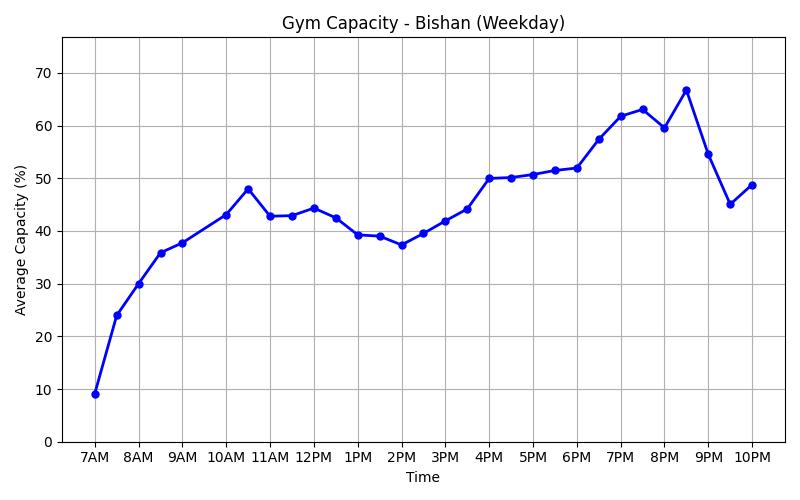 Gym Capacity - Bishan (Weekday)
Average Capacity (%)
70
60
50
40
30
20
10
0
7AM 8AM 9AM 10AM 11AM 12PM 1PM 2PM 3PM 4PM 5PM 6PM 7PM 8PM 9PM 10PM
Time